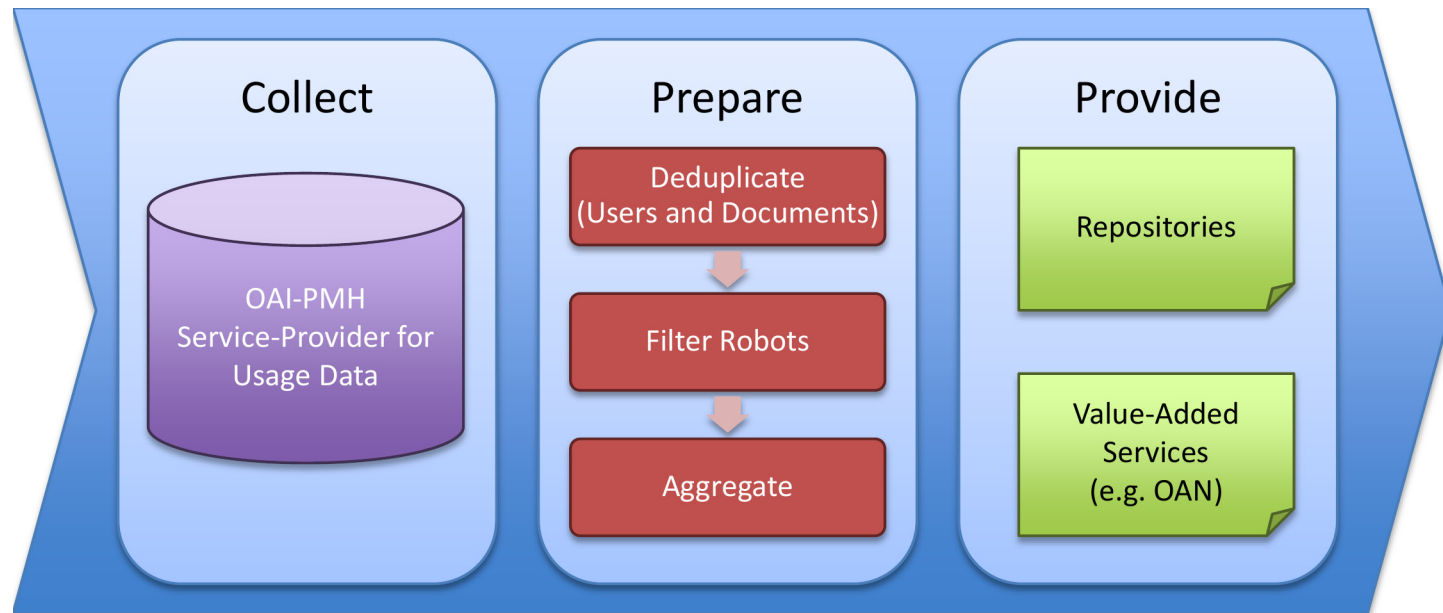 Collect
OAI-PMH
Service-Provider for
Usage Data
Prepare
Deduplicate
(Users and Documents)
Filter Robots
Aggregate
Provide
Repositories
Value-Added
Services
(e.g. OAN)